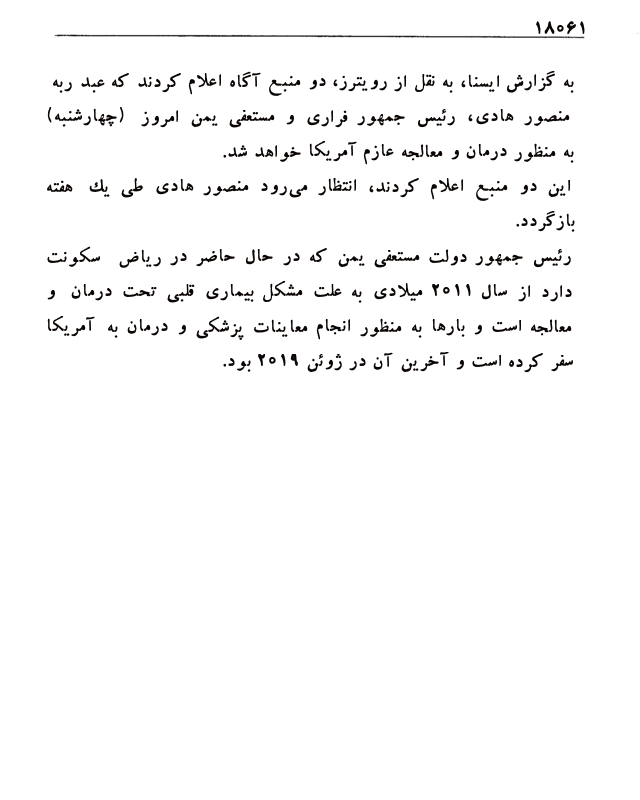 ۱۸۰۶۱
به گزارش ایسنا، به نقل از رویترز، دو منبع آگاه اعلام کردند که عبد ربه
منصور هادی، رئیس جمهور فراری و مستعفی یمن امروز (چهارشنبه)
به منظور درمان و معالجه عازم آمریکا خواهد شد.
این دو منبع اعلام کردند، انتظار می‌رود منصور هادی طی یك هفته
بازگردد.
رئیس جمهور دولت مستعفی یمن که در حال حاضر در ریاض سکونت
دارد از سال ۲۰۱۱ میلادی به علت مشکل بیماری قلبی تحت درمان و
معالجه است و بارها به منظور انجام معاینات پزشکی و درمان به آمریکا
سفر کرده است و آخرین آن در ژوئن ۲۰۱۹ بود.